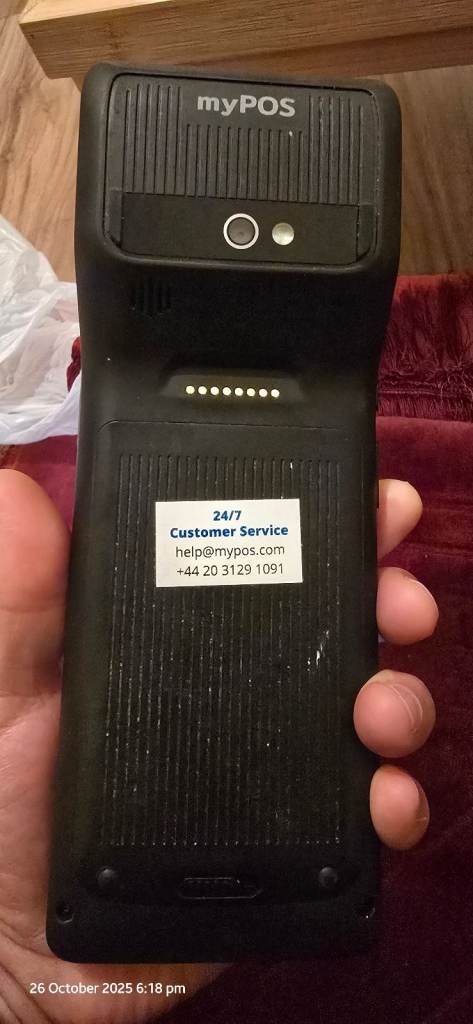 myPOS
24/7
Customer Service
help@mypos.com
+44 20 3129 1091
26 October 2025 6:18 pm